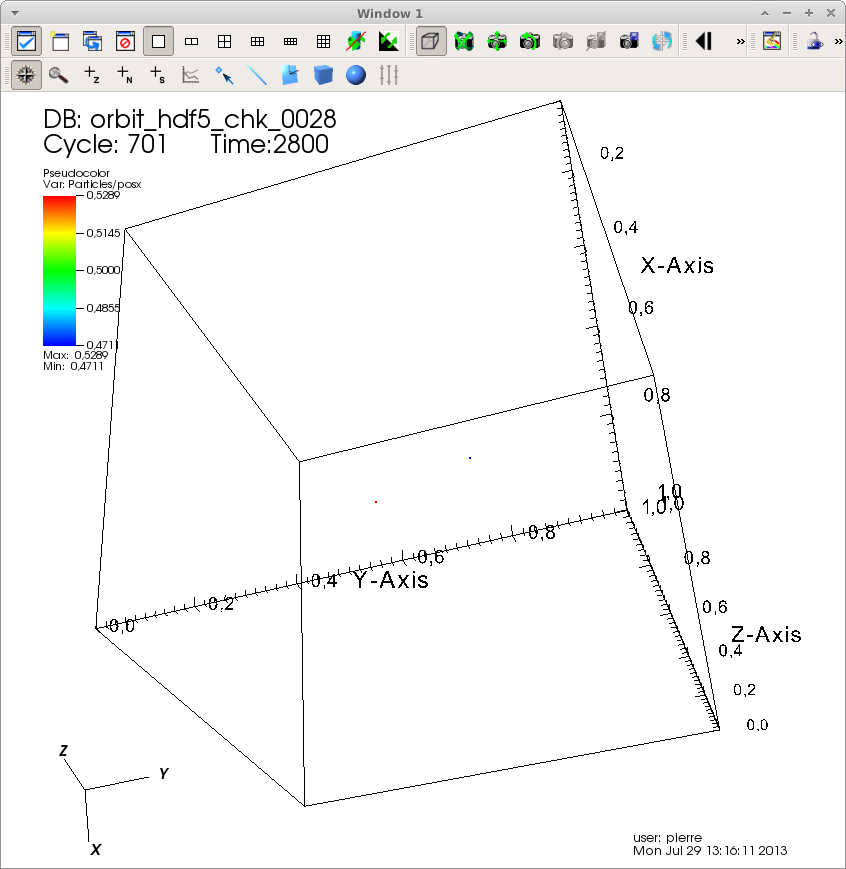 Window 1
DB: orbit_hdf5_chk_0028
Cycle: 701 Time:2800
Pseudocolor
Var: Particles/posx
0,5289
0,5145
0,5000
0,4855
0,4711
Max: 0,5289
Min: 0,4711
0,2
0,4
X-Axis
0,6
0,8
1,0
1,0
1,0
0,8
0,6
0,4
0,2
0,0
Z-Axis
0,8
0,6
Y-Axis
0,4
0,2
0,0
Z
Y
X
user: pierre
Mon Jul 29 13:16:11 2013